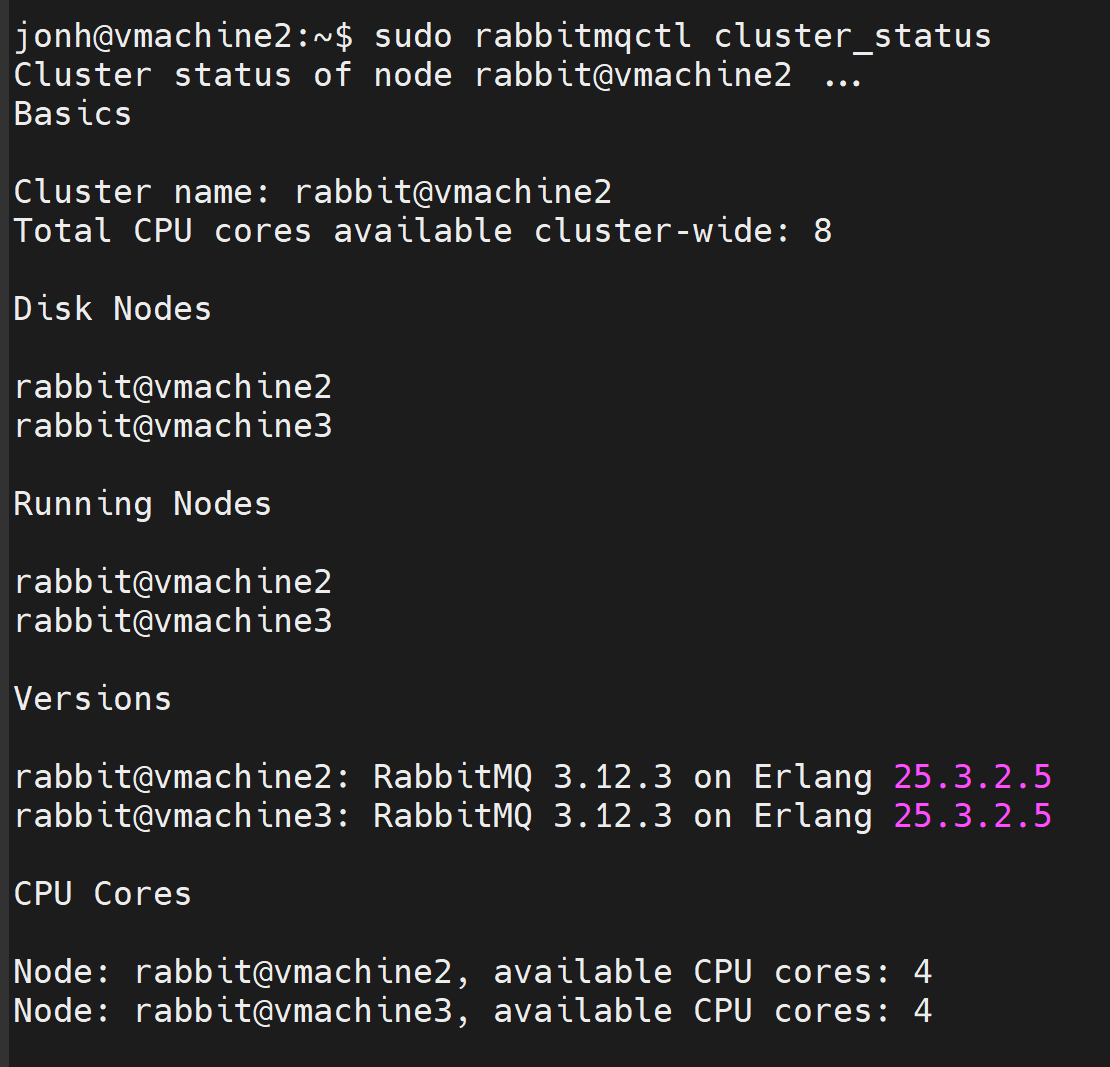 jonh@vmachine2:~$ sudo rabbitmqctl cluster_status
Cluster status of node rabbit@vmachine2 ...
Basics
Cluster name: rabbit@vmachine2
Total CPU cores available cluster-wide: 8
Disk Nodes
rabbit@vmachine2
rabbit@vmachine3
Running Nodes
rabbit@vmachine2
rabbit@vmachine3
Versions
rabbit@vmachine2: RabbitMQ 3.12.3 on Erlang 25.3.2.5
rabbit@vmachine3: RabbitMQ 3.12.3 on Erlang 25.3.2.5
CPU Cores
Node: rabbit@vmachine2, available CPU cores: 4
Node: rabbit@vmachine3, available CPU cores: 4